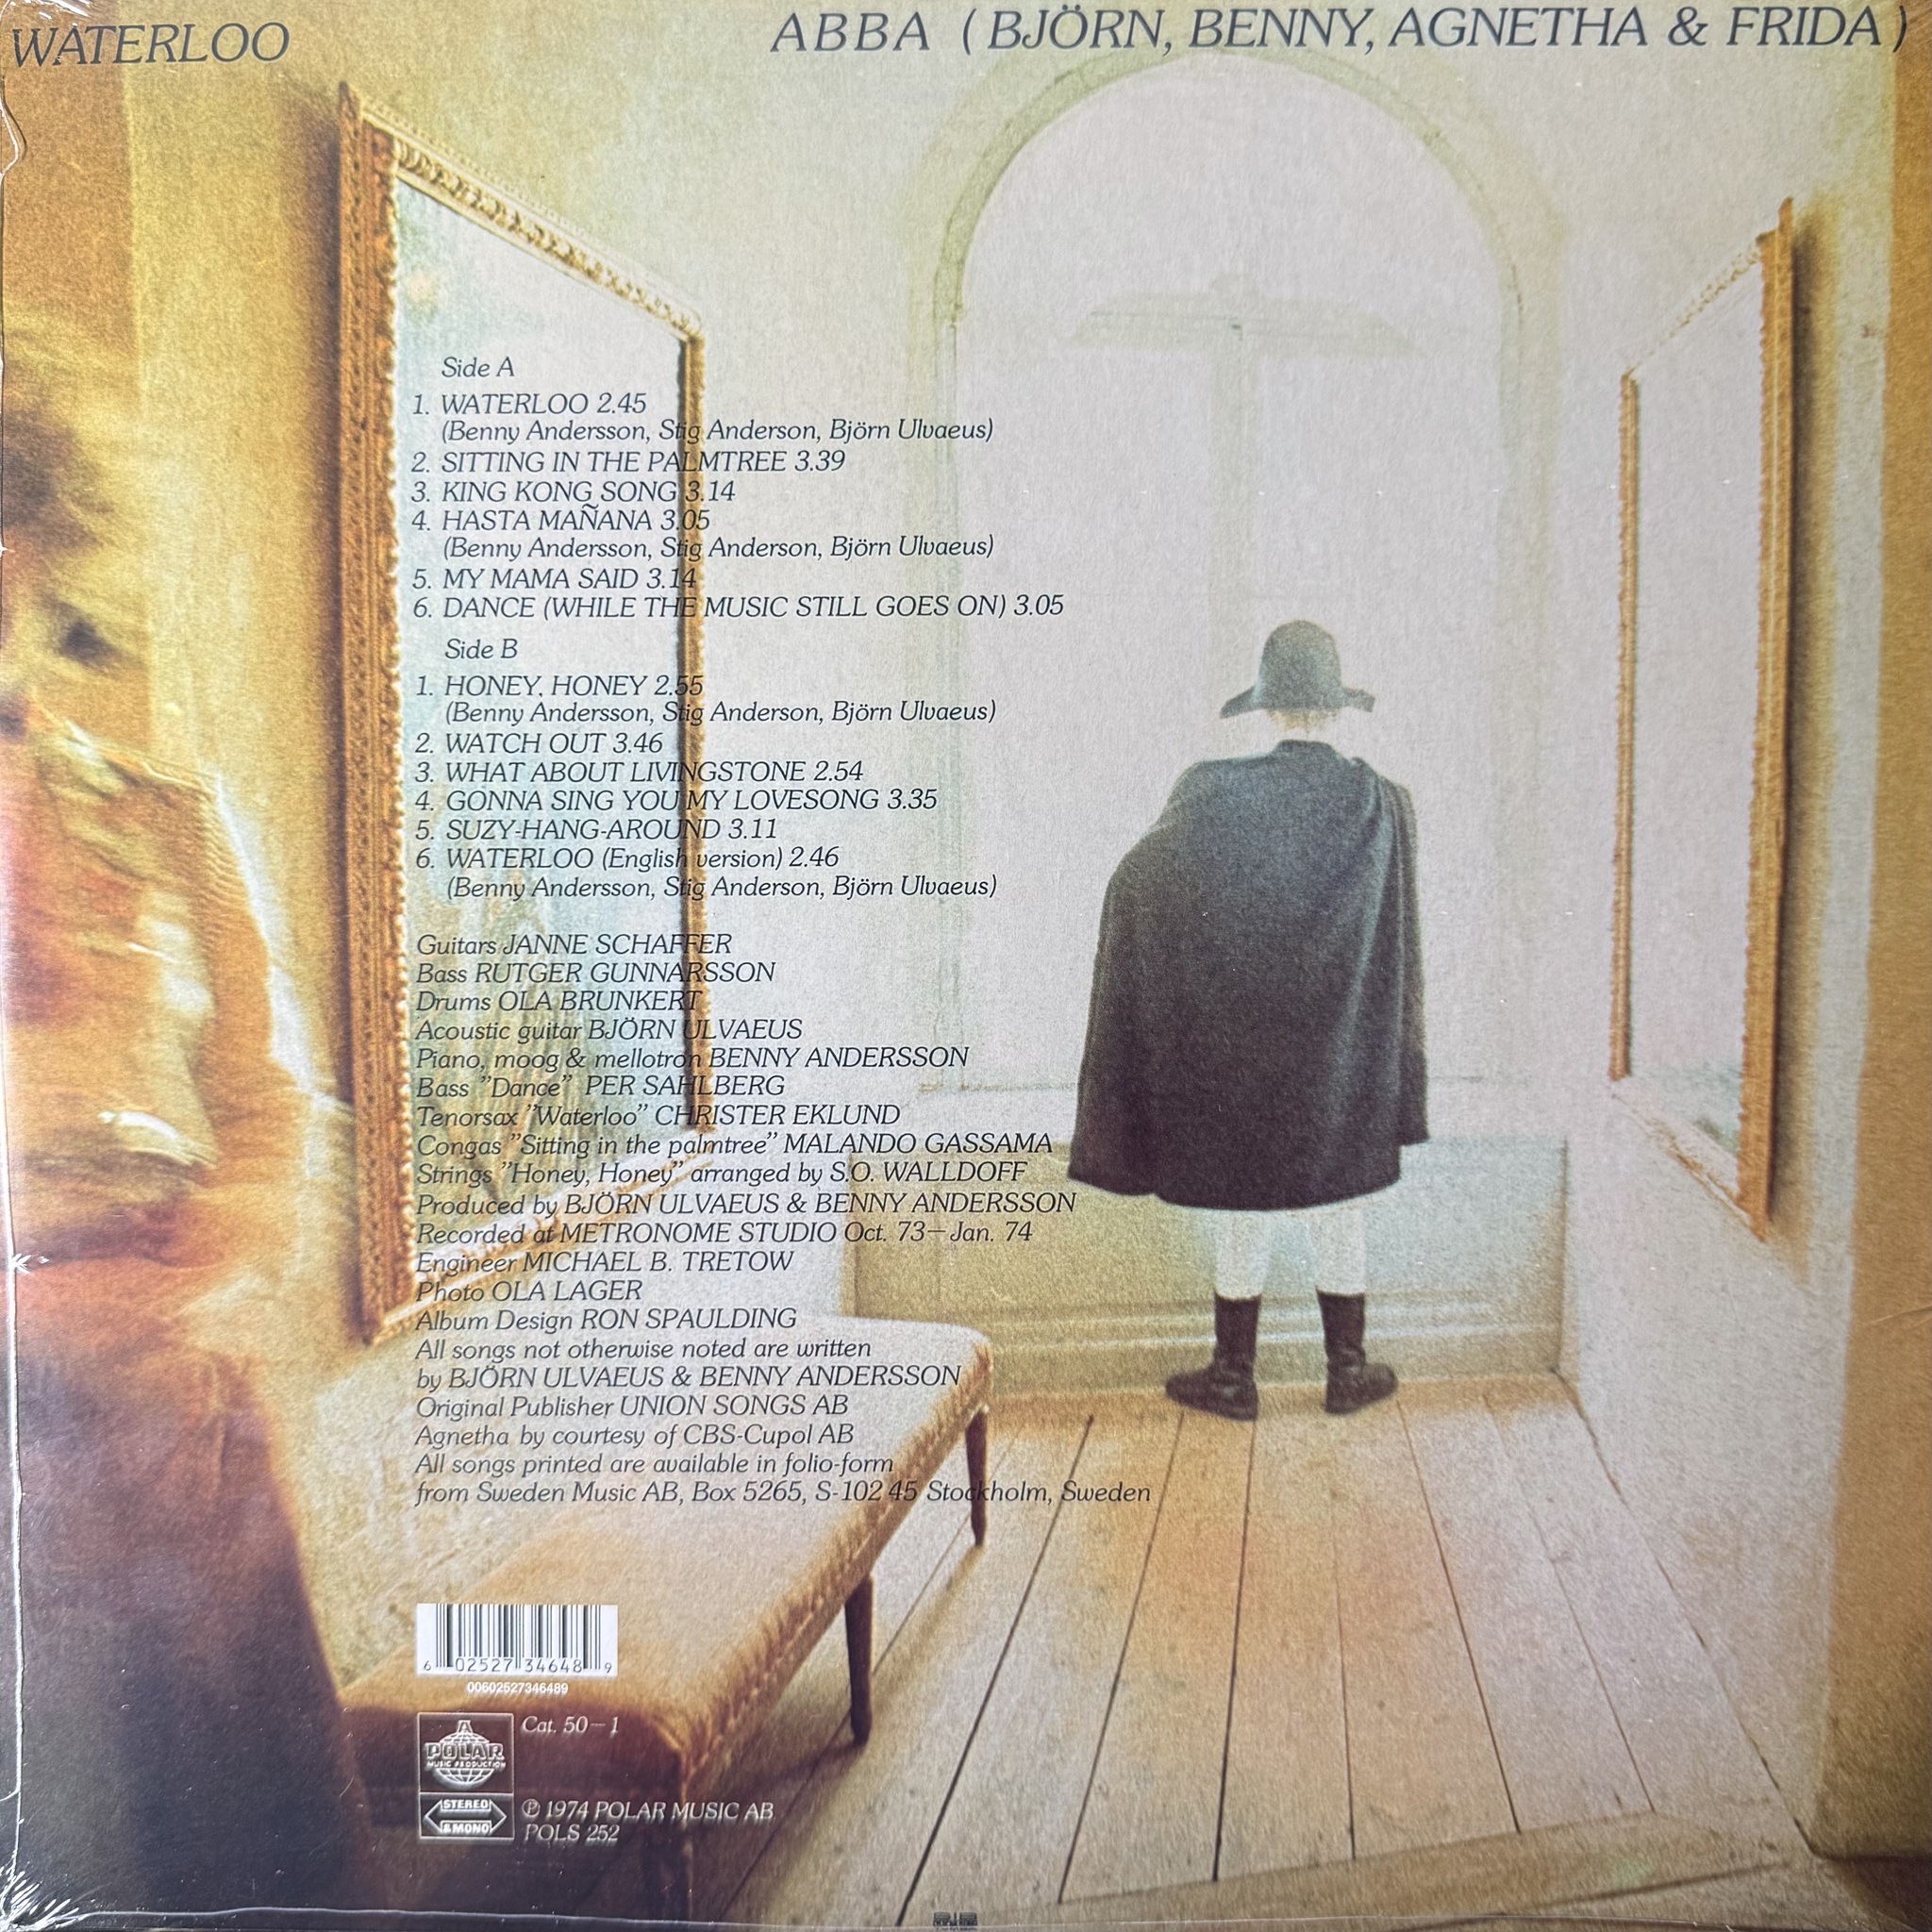 WATERLOO
ABBA (BJÖRN, BENNY, AGNETHA & FRIDA)
Side A
1. WATERLOO 2.45
(Benny Andersson, Stig Anderson, Björn Ulvaeus)
2. SITTING IN THE PALMTREE 3.39
3. KING KONG SONG 3.14
4. HASTA MAÑANA 3.05
(Benny Andersson, Stig Anderson, Björn Ulvaeus)
5. MY MAMA SAID 3.14
6. DANCE (WHILE THE MUSIC STILL GOES ON) 3.05
Side B
1. HONEY, HONEY 2.55
(Benny Andersson, Stig Anderson, Björn Ulvaeus)
2. WATCH OUT 3.46
3. WHAT ABOUT LIVINGSTONE 2.54
4. GONNA SING YOU MY LOVESONG 3.35
5. SUZY-HANG-AROUND 3.11
6. WATERLOO (English version) 2.46
(Benny Andersson, Stig Anderson, Björn Ulvaeus)
Guitars JANNE SCHAFFER
Bass RUTGER GUNNARSSON
Drums OLA BRUNKERT
Acoustic guitar BJÖRN ULVAEUS
Piano, moog & mellotron BENNY ANDERSSON
Bass "Dance" PER SAHLBERG
Tenorsax "Waterloo" CHRISTER EKLUND
Congas "Sitting in the palmtree" MALANDO GASSAMA
Strings "Honey, Honey" arranged by S.O. WALLDOFF
Produced by BJÖRN ULVAEUS & BENNY ANDERSSON
Recorded at METRONOME STUDIO Oct. 73—Jan. 74
Engineer MICHAEL B. TRETOW
Photo OLA LAGER
Album Design RON SPAULDING
All songs not otherwise noted are written
by BJÖRN ULVAEUS & BENNY ANDERSSON
Original Publisher UNION SONGS AB
Agnetha by courtesy of CBS-Cupol AB
All songs printed are available in folio-form
from Sweden Music AB, Box 5265, S-102 45 Stockholm, Sweden
6 02527 34648 9
00602527346489
Cat. 50—1
POLAR
MUSIC PRODUCTION
STEREO
& MONO
℗ 1974 POLAR MUSIC AB
POLS 252